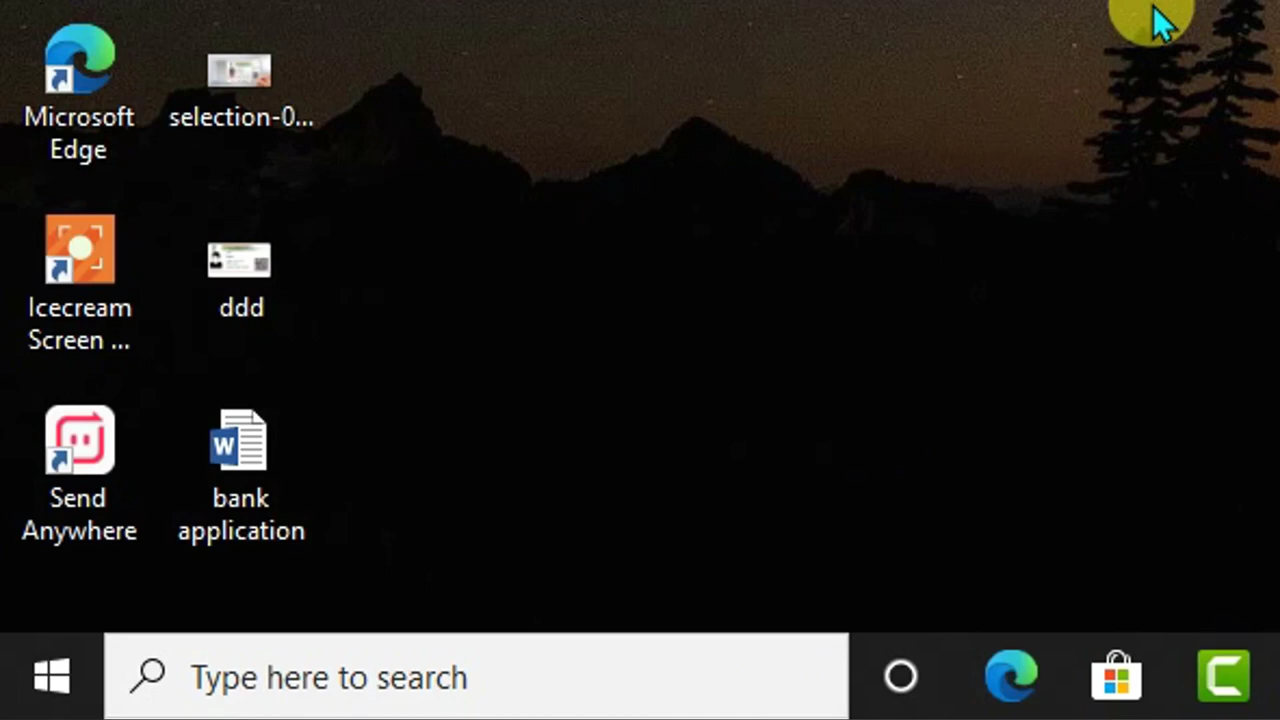 Microsoft
Edge
selection-0...
Icecream
Screen ...
ddd
Send
Anywhere
bank
application
Type here to search